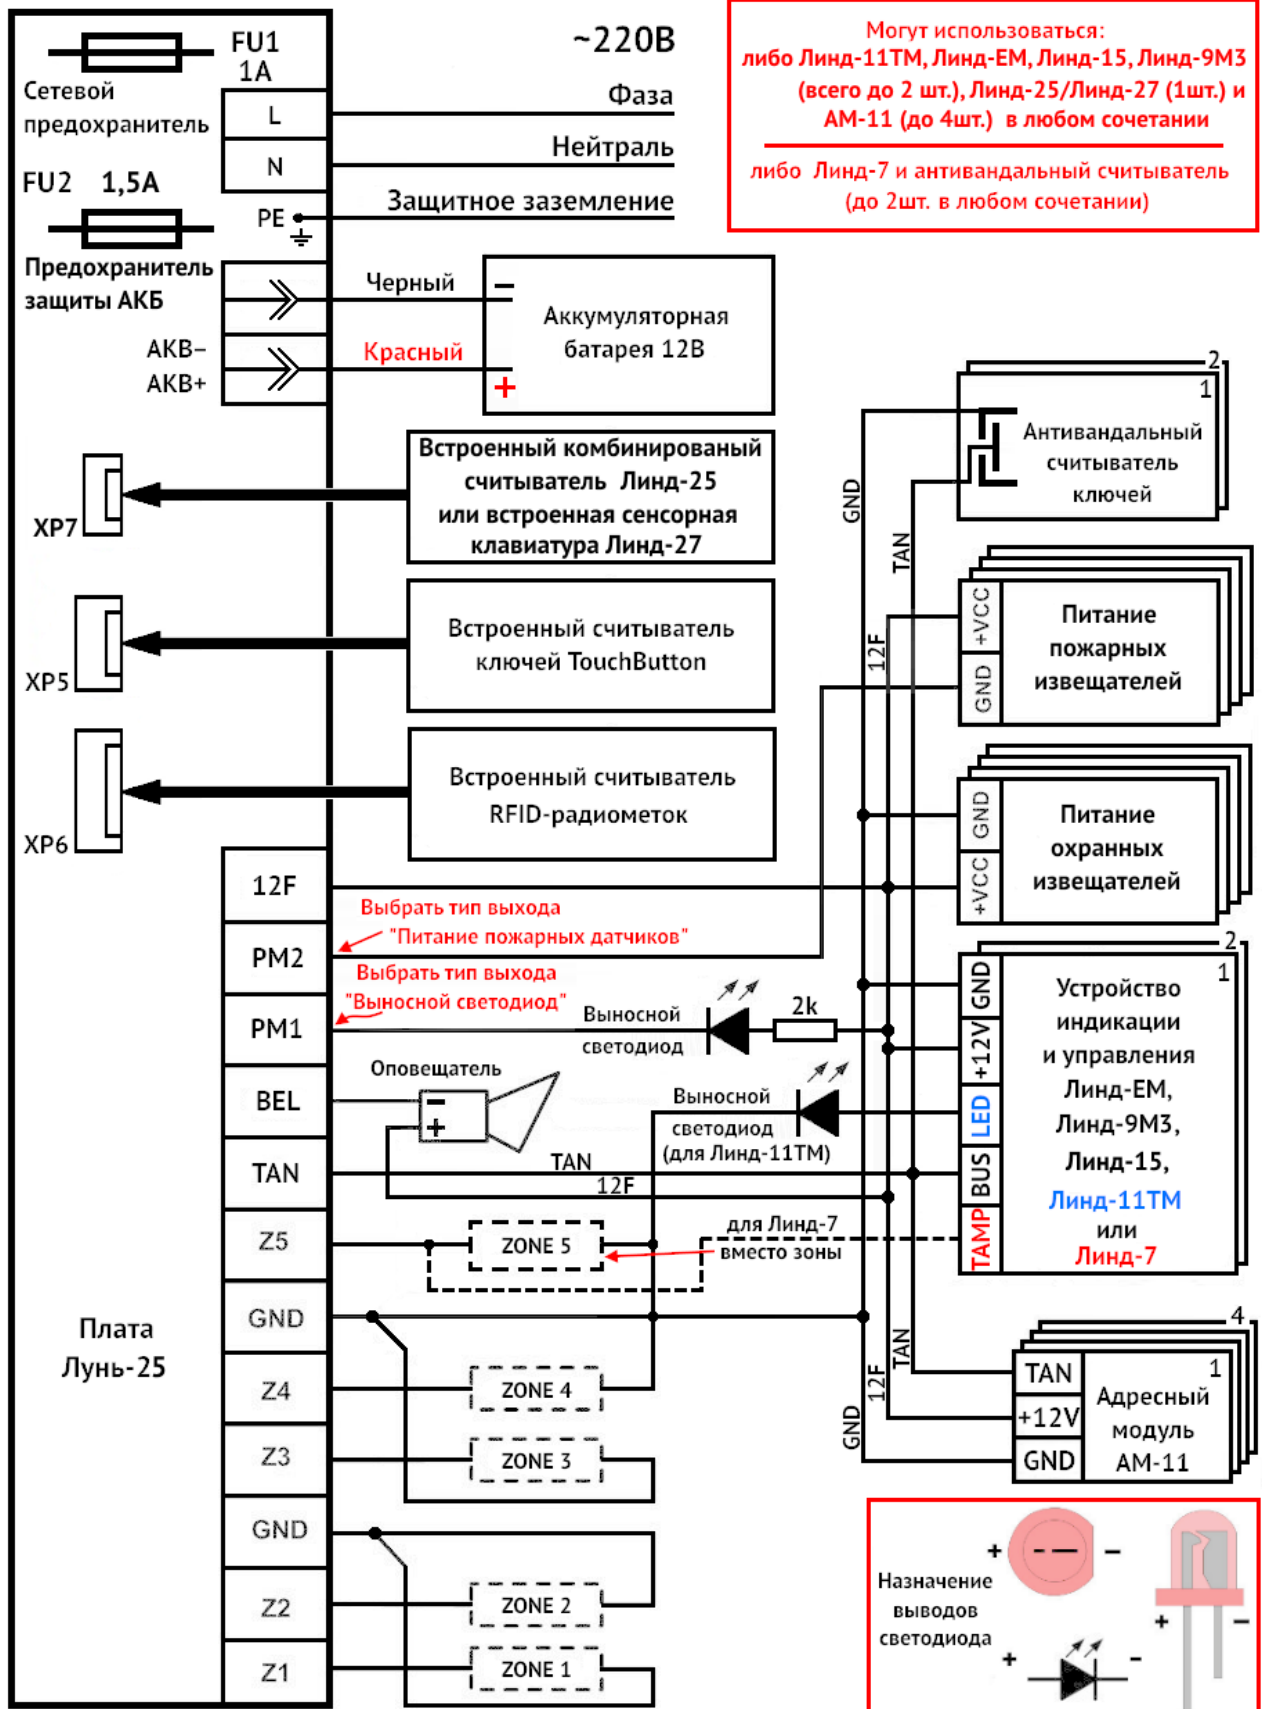 FU1
1А
Сетевой
предохранитель
L
N
FU2 1,5А
PE
Предохранитель
защиты АКБ
АКВ–
АКВ+
~220В
Фаза
Нейтраль
Защитное заземление
Могут использоваться:
либо Линд-11ТМ, Линд-ЕМ, Линд-15, Линд-9М3
(всего до 2 шт.), Линд-25/Линд-27 (1шт.) и
АМ-11 (до 4шт.) в любом сочетании
либо Линд-7 и антивандальный считыватель
(до 2шт. в любом сочетании)
Черный
–
Красный
+
Аккумуляторная
батарея 12В
XP7
Встроенный комбинированый
считыватель Линд-25
или встроенная сенсорная
клавиатура Линд-27
XP5
Встроенный считыватель
ключей TouchButton
XP6
Встроенный считыватель
RFID-радиометок
2
1
Антивандальный
считыватель
ключей
GND
TAN
12F
+VCC
GND
Питание
пожарных
извещателей
GND
+VCC
Питание
охранных
извещателей
12F
Выбрать тип выхода
"Питание пожарных датчиков"
PM2
Выбрать тип выхода
"Выносной светодиод"
PM1
Выносной
светодиод
2k
Оповещатель
BEL
–
+
Выносной
светодиод
(для Линд-11ТМ)
TAN
TAN
12F
2
1
GND
+12V
LED
BUS
TAMP
Устройство
индикации
и управления
Линд-ЕМ,
Линд-9М3,
Линд-15,
Линд-11ТМ
или
Линд-7
Z5
ZONE 5
для Линд-7
вместо зоны
GND
Плата
Лунь-25
Z4
ZONE 4
Z3
ZONE 3
GND
Z2
ZONE 2
Z1
ZONE 1
GND
12F
TAN
4
1
TAN
+12V
GND
Адресный
модуль
АМ-11
Назначение
выводов
светодиода
+ –
+ –
+ –